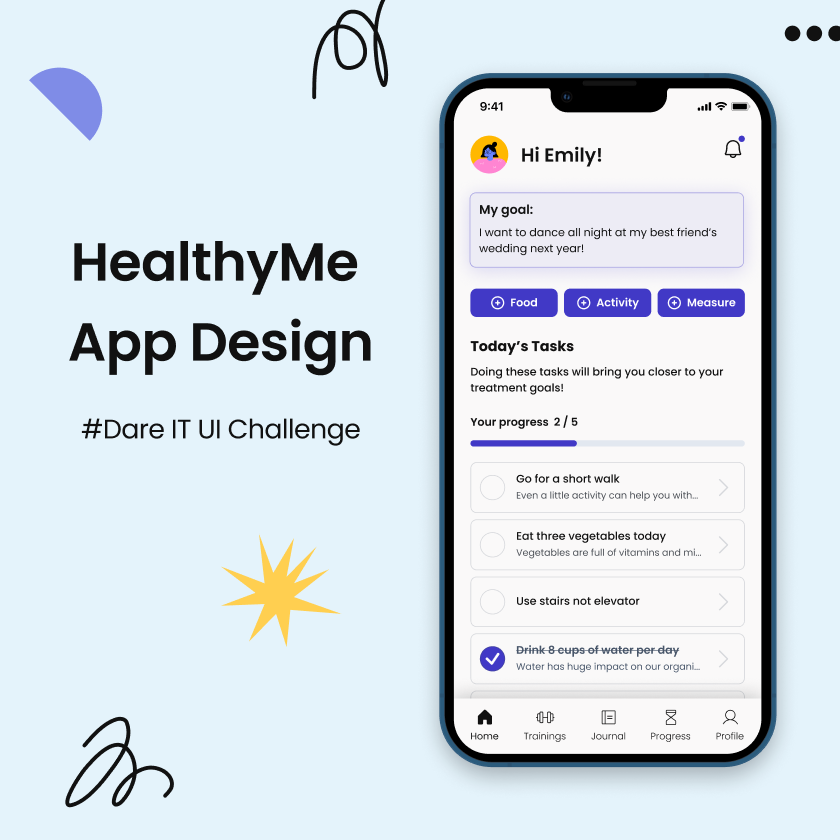 HealthyMe
App Design
#Dare IT UI Challenge
9:41
Hi Emily!
My goal:
I want to dance all night at my best friend's
wedding next year!
Food
Activity
Measure
Today's Tasks
Doing these tasks will bring you closer to your
treatment goals!
Your progress 2 / 5
Go for a short walk
Even a little activity can help you with...
Eat three vegetables today
Vegetables are full of vitamins and mi...
Use stairs not elevator
Drink 8 cups of water per day
Water has huge impact on our organi...
Home
Trainings
Journal
Progress
Profile